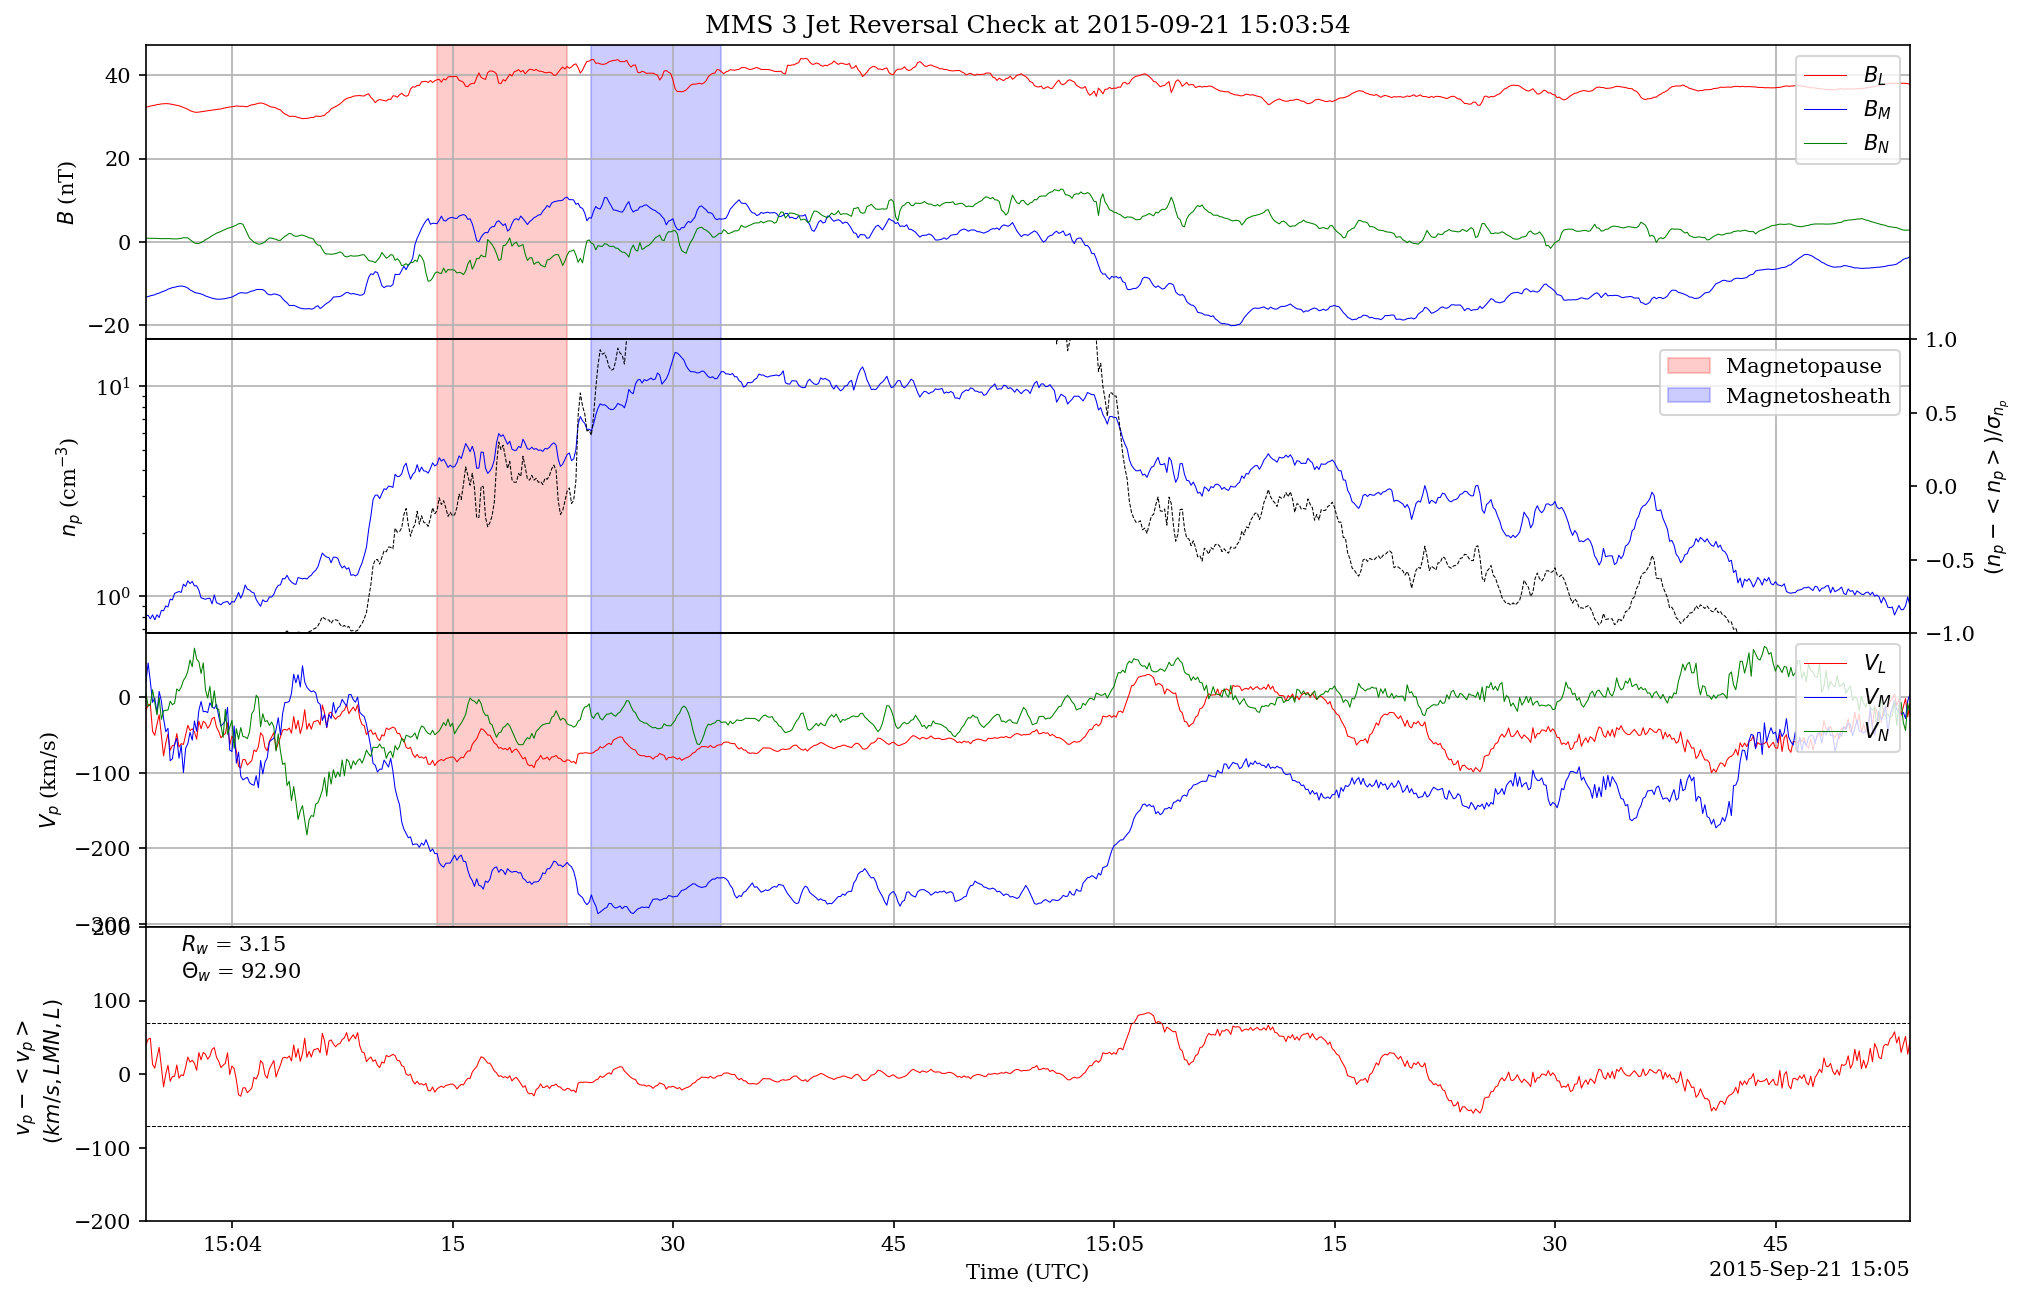 MMS 3 Jet Reversal Check at 2015-09-21 15:03:54
40
20
0
−20
B (nT)
B_L
B_M
B_N
10^1
10^0
n_p (cm^−3)
1.0
0.5
0.0
−0.5
−1.0
(n_p − < n_p >)/σ_{n_p}
Magnetopause
Magnetosheath
0
−100
−200
−300
V_p (km/s)
V_L
V_M
V_N
200
100
0
−100
−200
v_p − < v_p >
(km/s, LMN, L)
R_w = 3.15
Θ_w = 92.90
15:04
15
30
45
15:05
15
30
45
Time (UTC)
2015-Sep-21 15:05